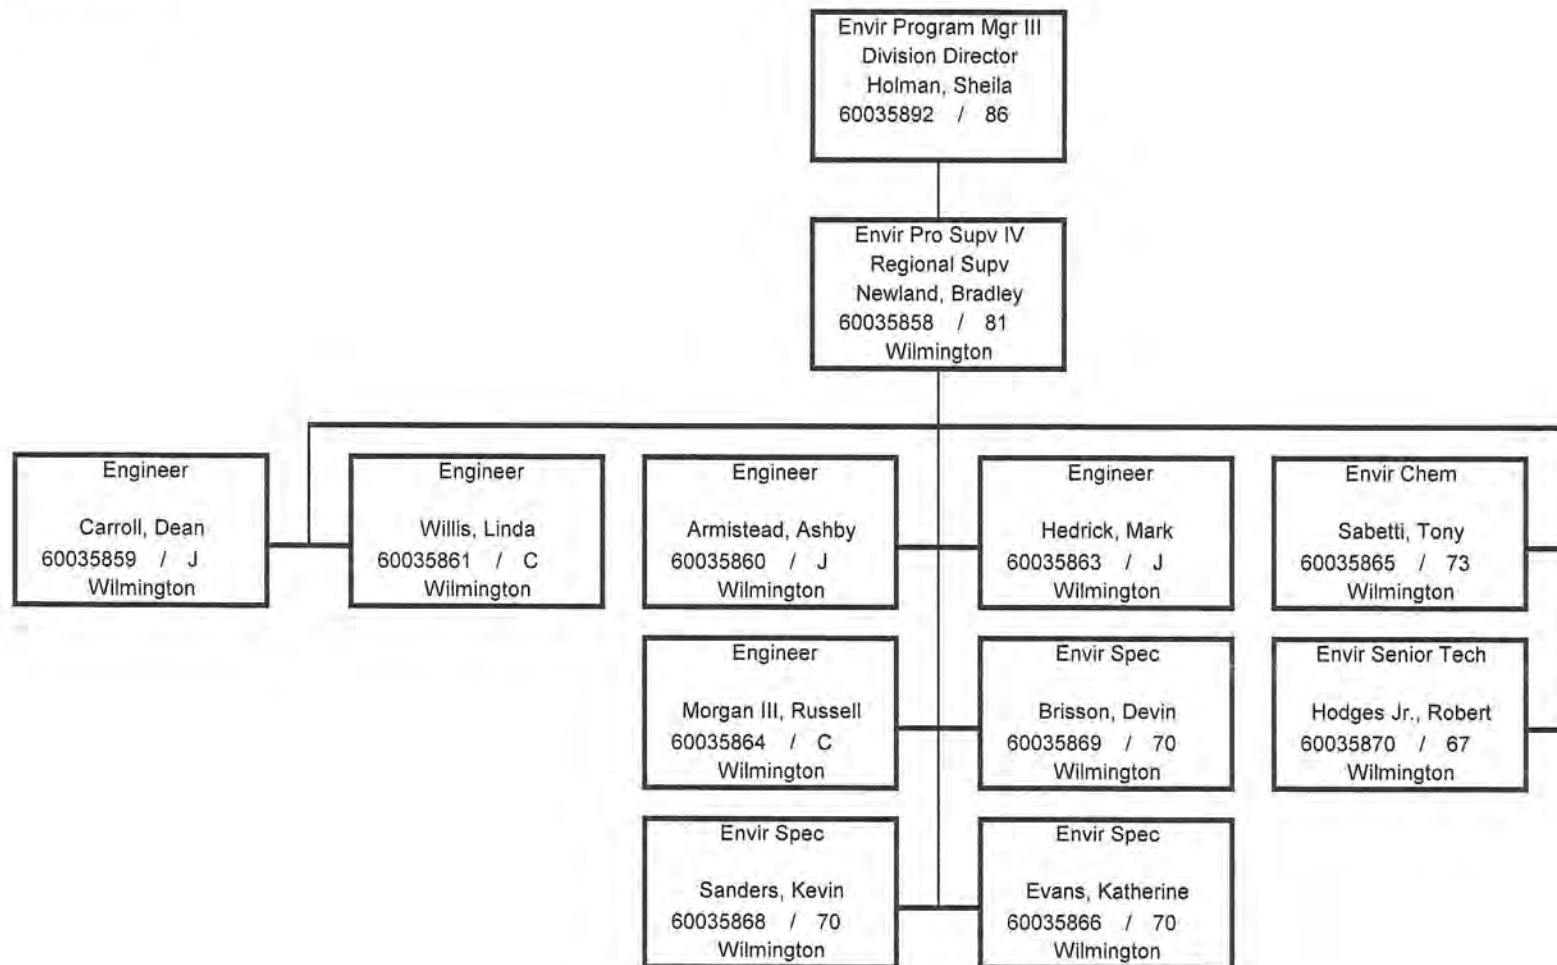 Envir Program Mgr III
Division Director
Holman, Sheila
60035892 / 86
Envir Pro Supv IV
Regional Supv
Newland, Bradley
60035858 / 81
Wilmington
Engineer
Carroll, Dean
60035859 / J
Wilmington
Engineer
Willis, Linda
60035861 / C
Wilmington
Engineer
Armistead, Ashby
60035860 / J
Wilmington
Engineer
Hedrick, Mark
60035863 / J
Wilmington
Envir Chem
Sabetti, Tony
60035865 / 73
Wilmington
Engineer
Morgan III, Russell
60035864 / C
Wilmington
Envir Spec
Brisson, Devin
60035869 / 70
Wilmington
Envir Senior Tech
Hodges Jr., Robert
60035870 / 67
Wilmington
Envir Spec
Sanders, Kevin
60035868 / 70
Wilmington
Envir Spec
Evans, Katherine
60035866 / 70
Wilmington